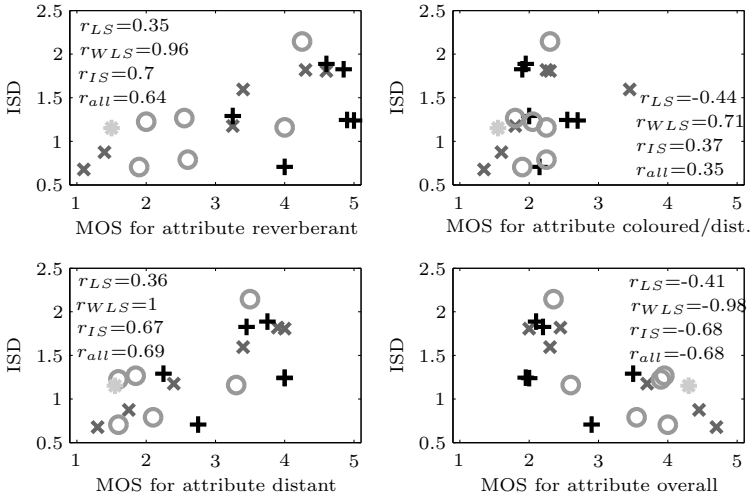 2.5
2
1.5
1
0.5
ISD
r_LS=0.35
r_WLS=0.96
r_IS=0.7
r_all=0.64
1 2 3 4 5
MOS for attribute reverberant
2.5
2
1.5
1
0.5
ISD
r_LS=-0.44
r_WLS=0.71
r_IS=0.37
r_all=0.35
1 2 3 4 5
MOS for attribute coloured/dist.
2.5
2
1.5
1
0.5
ISD
r_LS=0.36
r_WLS=1
r_IS=0.67
r_all=0.69
1 2 3 4 5
MOS for attribute distant
2.5
2
1.5
1
0.5
ISD
r_LS=-0.41
r_WLS=-0.98
r_IS=-0.68
r_all=-0.68
1 2 3 4 5
MOS for attribute overall